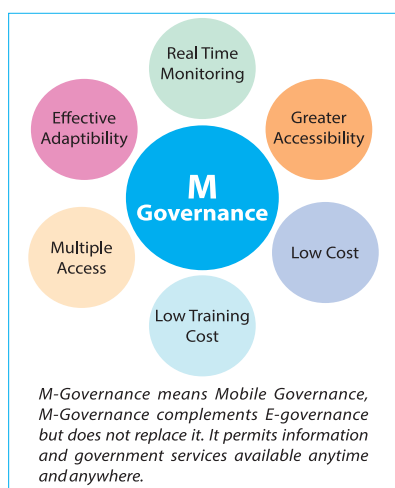 Real Time
Monitoring
Effective
Adaptibility
Greater
Accessibility
M
Governance
Multiple
Access
Low Cost
Low Training
Cost
M-Governance means Mobile Governance,
M-Governance complements E-governance
but does not replace it. It permits information
and government services available anytime
and anywhere.